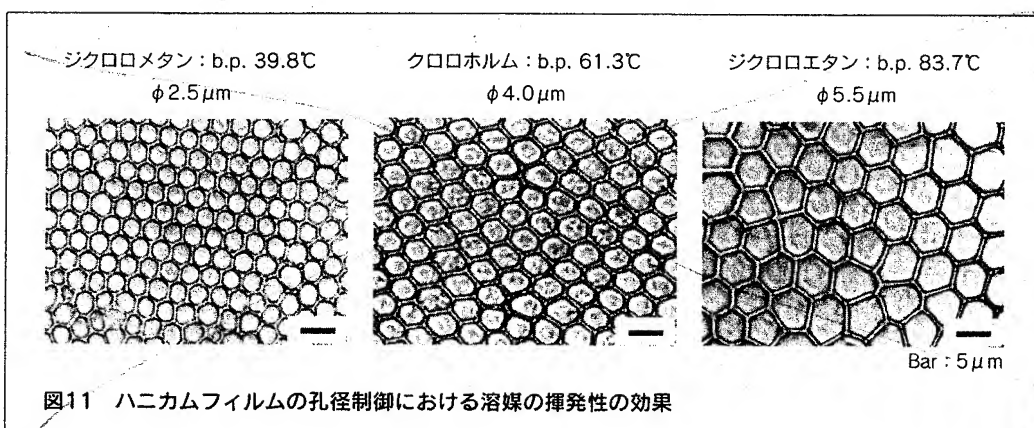 ジクロロメタン：b.p. 39.8℃
φ2.5μm
クロロホルム：b.p. 61.3℃
φ4.0μm
ジクロロエタン：b.p. 83.7℃
φ5.5μm
Bar：5μm
図11 ハニカムフィルムの孔径制御における溶媒の揮発性の効果